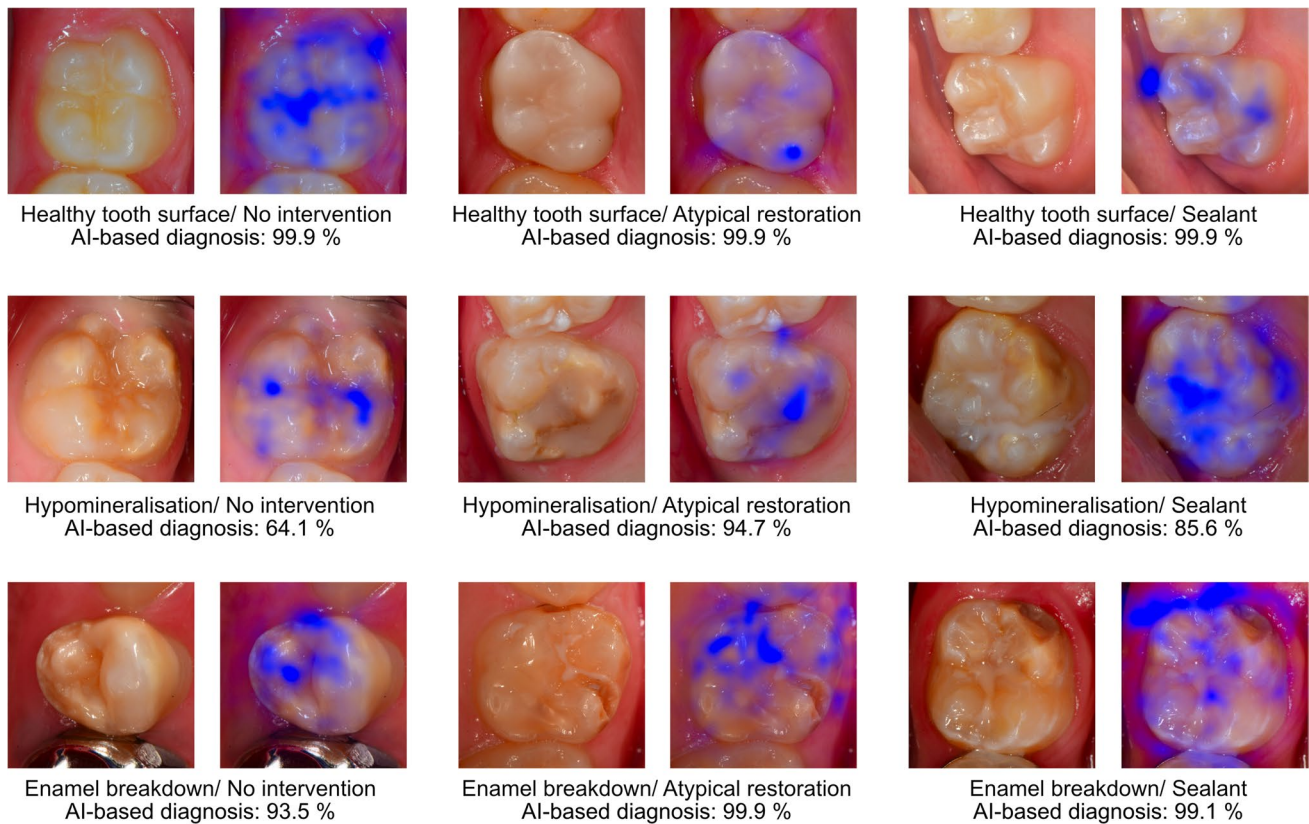 Healthy tooth surface/ No intervention
AI-based diagnosis: 99.9 %
Healthy tooth surface/ Atypical restoration
AI-based diagnosis: 99.9 %
Healthy tooth surface/ Sealant
AI-based diagnosis: 99.9 %
Hypomineralisation/ No intervention
AI-based diagnosis: 64.1 %
Hypomineralisation/ Atypical restoration
AI-based diagnosis: 94.7 %
Hypomineralisation/ Sealant
AI-based diagnosis: 85.6 %
Enamel breakdown/ No intervention
AI-based diagnosis: 93.5 %
Enamel breakdown/ Atypical restoration
AI-based diagnosis: 99.9 %
Enamel breakdown/ Sealant
AI-based diagnosis: 99.1 %